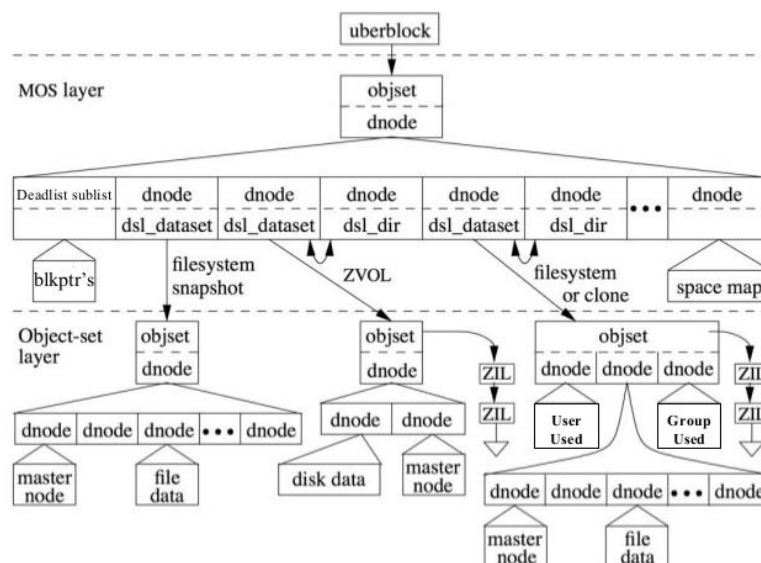 uberblock
MOS layer
objset
dnode
Deadlist sublist dnode dnode dnode dnode dnode ••• dnode
dsl_dataset dsl_dataset dsl_dir dsl_dataset dsl_dir
blkptr's
filesystem
snapshot
ZVOL
filesystem
or clone
space map
Object-set
layer
objset
dnode
objset
dnode
objset
dnode dnode dnode
ZIL
ZIL
ZIL
ZIL
User
Used
Group
Used
dnode dnode dnode ••• dnode
master
node
file
data
dnode dnode
disk data
master
node
dnode dnode dnode ••• dnode
master
node
file
data